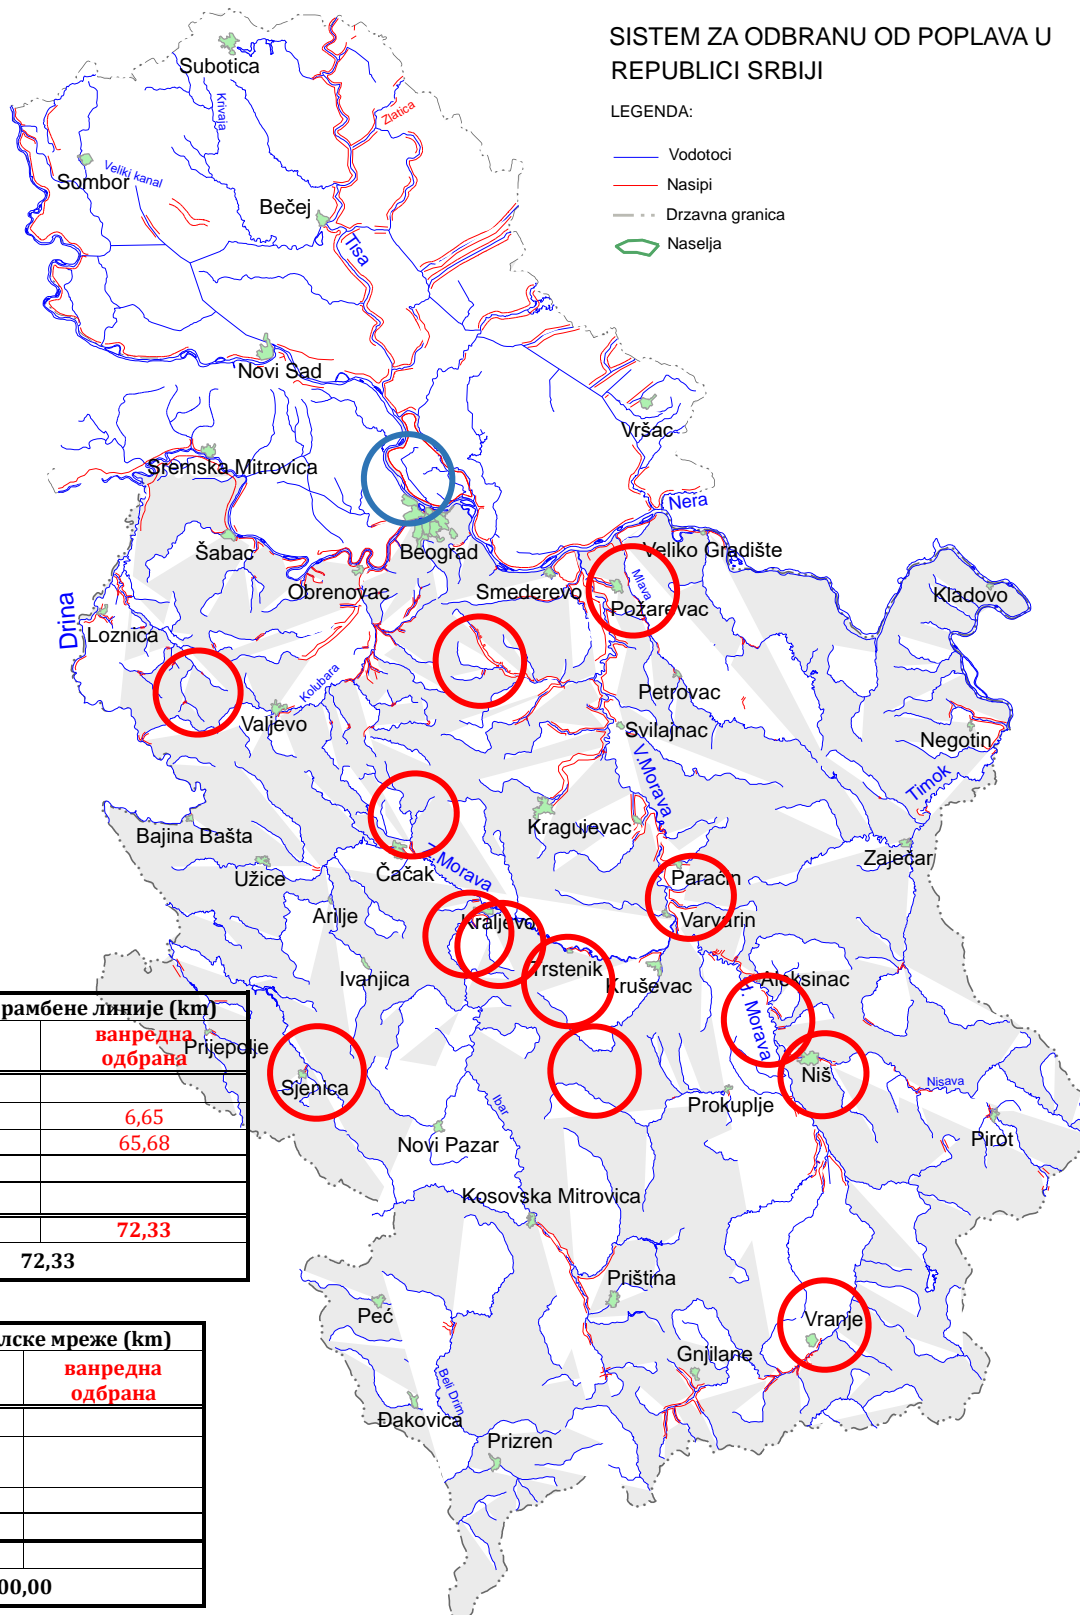 SISTEM ZA ODBRANU OD POPLAVA U
REPUBLICI SRBIJI
LEGENDA:
Vodotoci
Nasipi
Drzavna granica
Naselja
Subotica
Krivaja
Zlatica
Sombor
Veliki kanal
Bečej
Tisa
Novi Sad
Vršac
Sremska Mitrovica
Nera
Šabac
Beograd
Veliko Gradište
Obrenovac
Smederevo
Mlava
Požarevac
Kladovo
Drina
Loznica
Kolubara
Petrovac
Valjevo
Svilajnac
Negotin
V.Morava
Timok
Bajina Bašta
Kragujevac
Zaječar
Užice
Čačak
Z.Morava
Paraćin
Arilje
Kraljevo
Varvarin
Ivanjica
Trstenik
Kruševac
Aleksinac
J. Morava
Prijepolje
Sjenica
Niš
Nisava
Ibar
Prokuplje
Pirot
Novi Pazar
Kosovska Mitrovica
Priština
Peć
Vranje
Gnjilane
Beli Drim
Đakovica
Prizren
рамбене линије (km)
ванредна
одбрана
6,65
65,68
72,33
72,33
лске мреже (km)
ванредна
одбрана
00,00